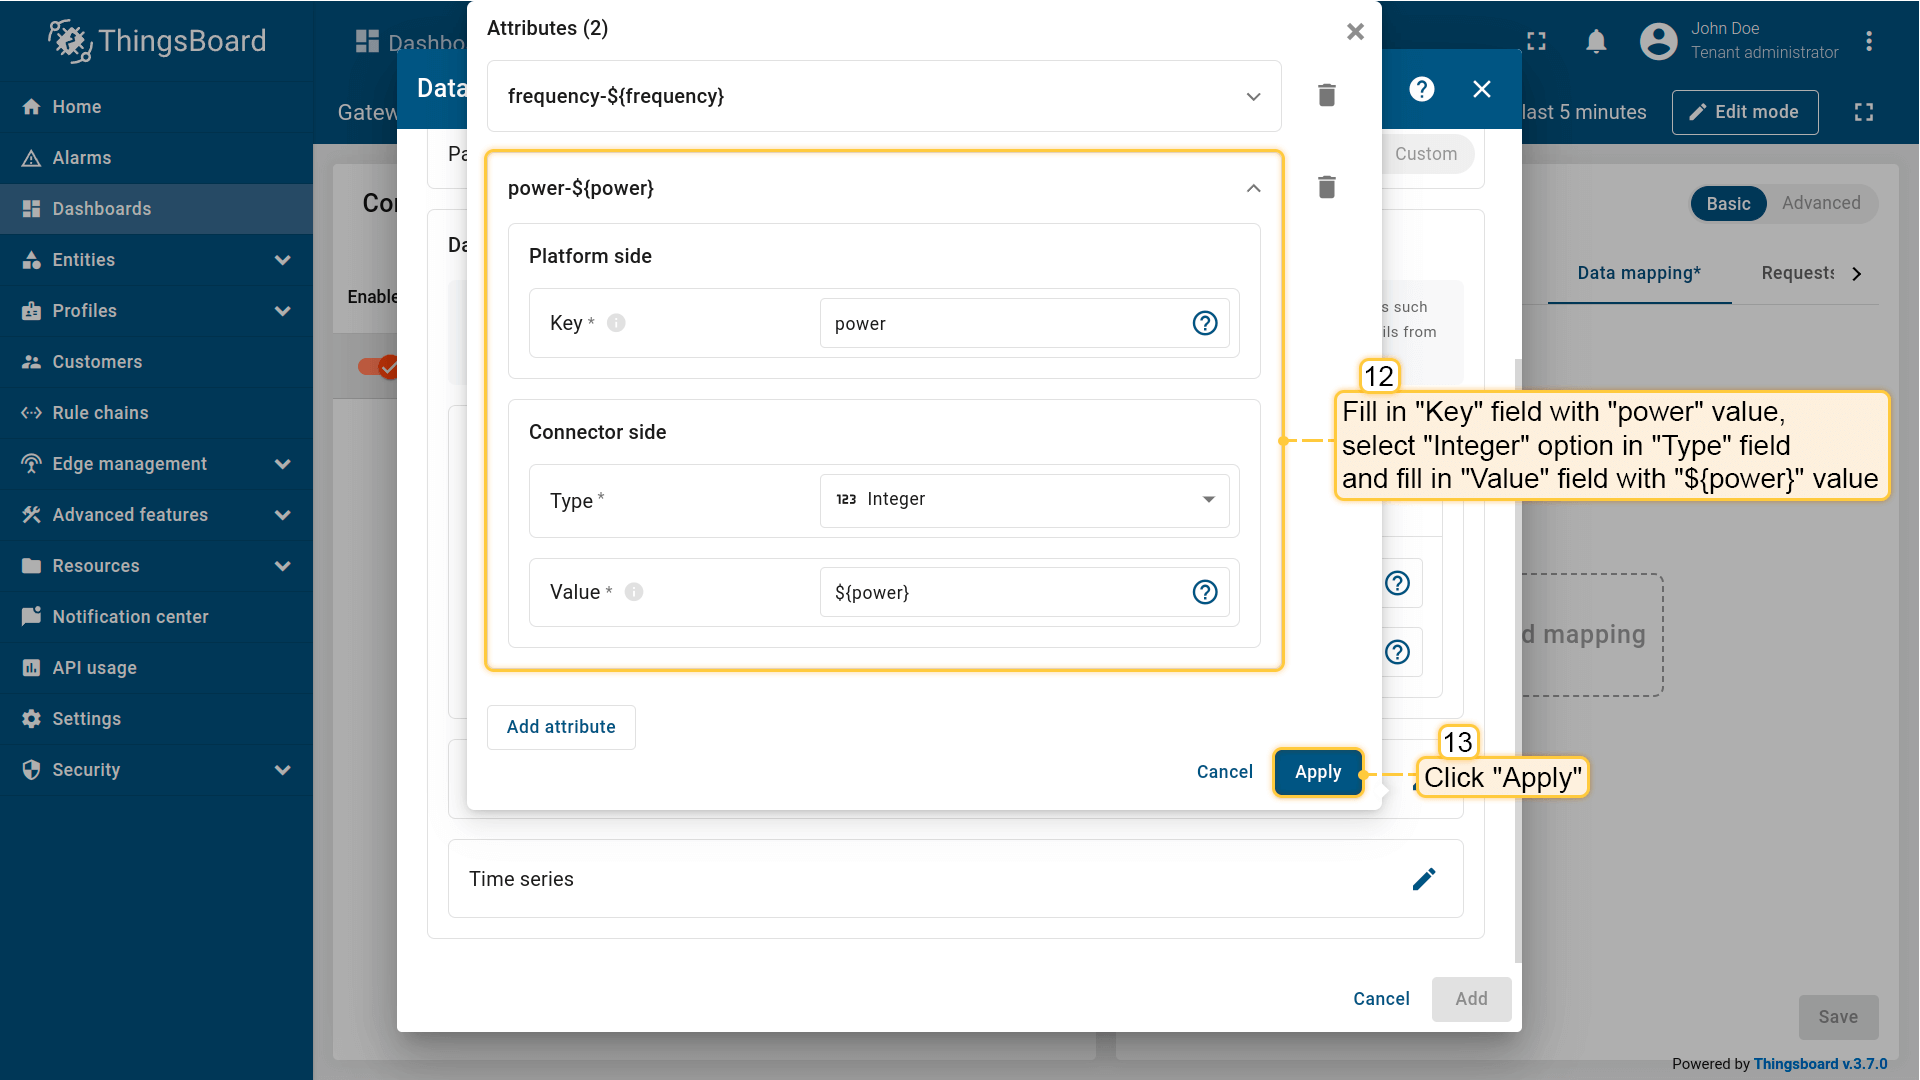 ThingsBoard
Home
Alarms
Dashboards
Entities
Profiles
Customers
Rule chains
Edge management
Advanced features
Resources
Notification center
API usage
Settings
Security
Dashbo
John Doe
Tenant administrator
Gatew
last 5 minutes
Edit mode
Data
Custom
Pa
Da
Enable
Basic
Advanced
Data mapping*
Requests
s such
ils from
d mapping
Attributes (2)
frequency-${frequency}
power-${power}
Platform side
Key *
power
Connector side
Type *
123 Integer
Value *
${power}
Add attribute
Cancel
Apply
12
Fill in "Key" field with "power" value,
select "Integer" option in "Type" field
and fill in "Value" field with "${power}" value
13
Click "Apply"
Time series
Cancel
Add
Save
Powered by Thingsboard v.3.7.0